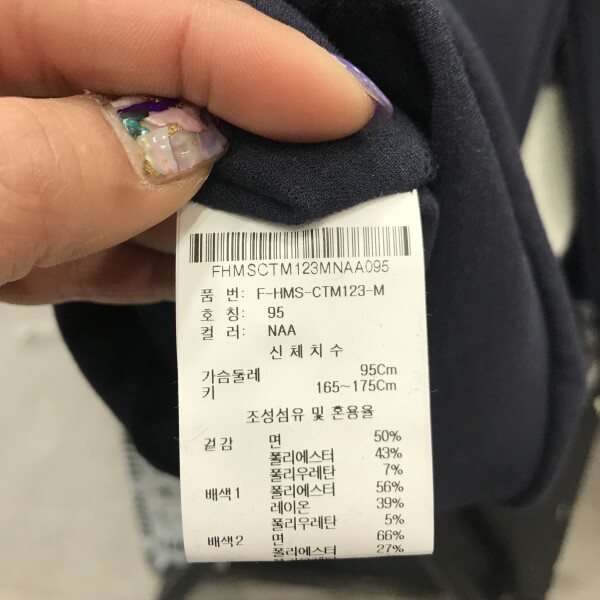 FHMSCTM123MNAA095
품 번: F-HMS-CTM123-M
호 칭: 95
컬 러: NAA
신체치수
가슴둘레 95Cm
키 165~175Cm
조성섬유 및 혼용율
겉감 면 50%
폴리에스터 43%
폴리우레탄 7%
배색1 폴리에스터 56%
레이온 39%
폴리우레탄 5%
배색2 면 66%
폴리에스터 27%